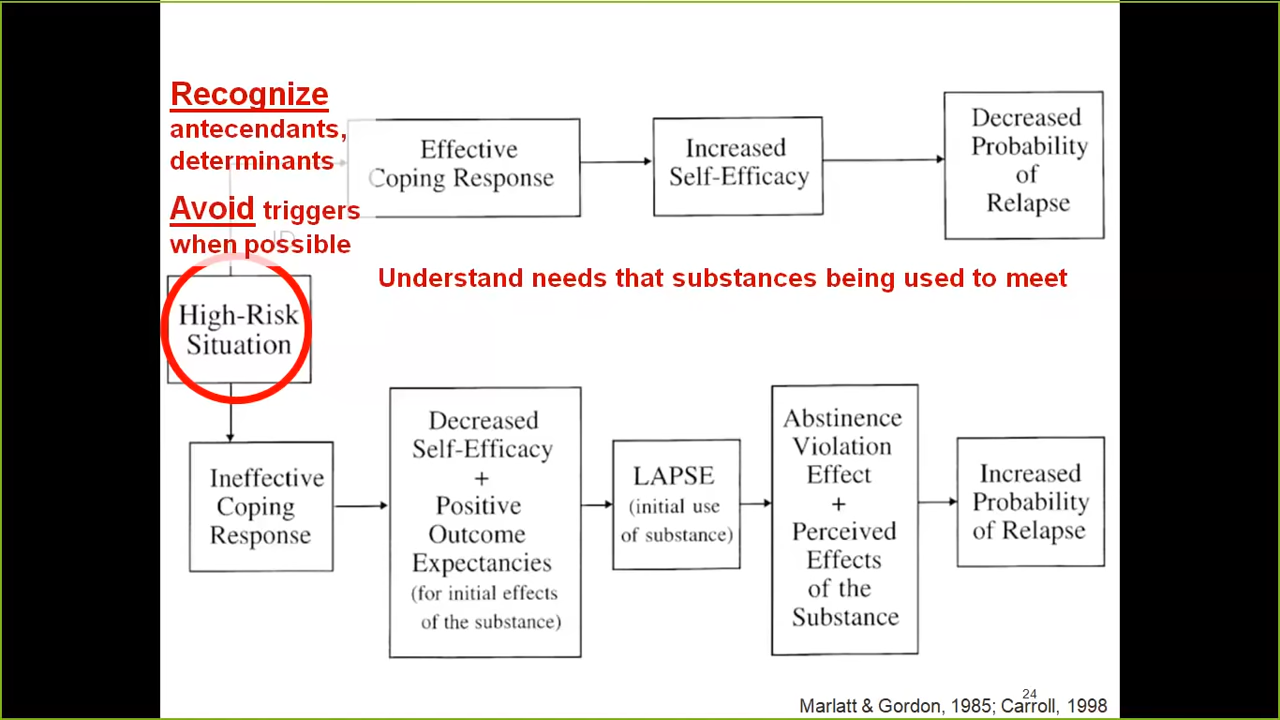 Recognize
antecendants,
determinants
Avoid triggers
when possible
Effective
Coping Response
Increased
Self-Efficacy
Decreased
Probability
of
Relapse
Understand needs that substances being used to meet
High-Risk
Situation
Ineffective
Coping
Response
Decreased
Self-Efficacy
+
Positive
Outcome
Expectancies
(for initial effects
of the substance)
LAPSE
(initial use
of substance)
Abstinence
Violation
Effect
+
Perceived
Effects
of the
Substance
Increased
Probability
of Relapse
24
Marlatt & Gordon, 1985; Carroll, 1998